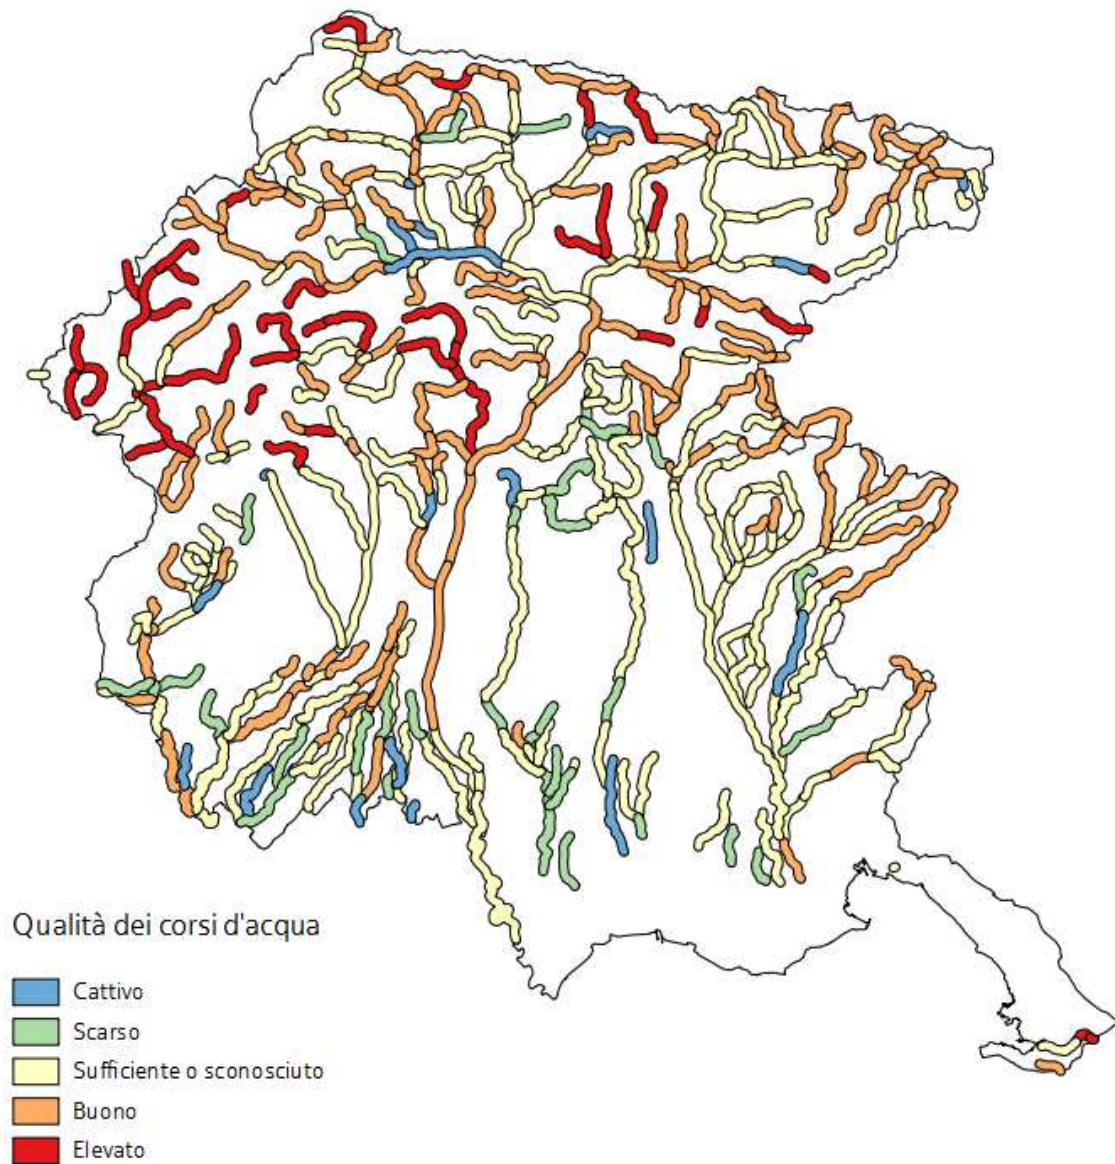 Qualità dei corsi d'acqua
Cattivo
Scarso
Sufficiente o sconosciuto
Buono
Elevato